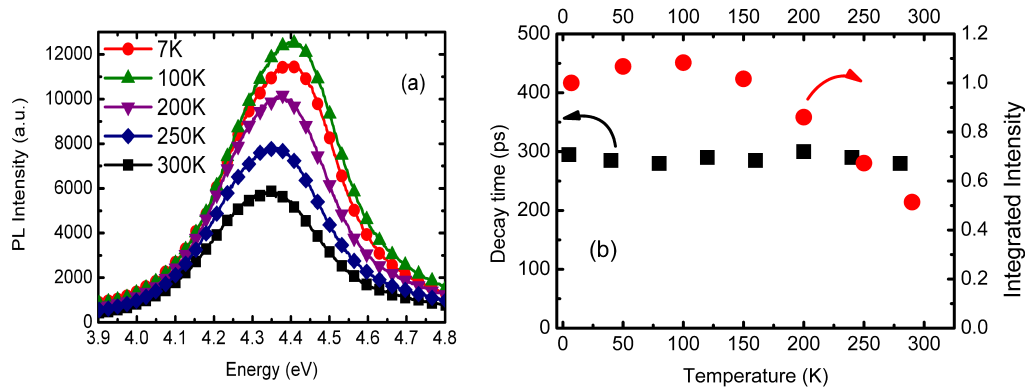 12000
10000
8000
6000
4000
2000
0
PL Intensity (a.u.)
7K
100K
200K
250K
300K
(a)
3.9 4.0 4.1 4.2 4.3 4.4 4.5 4.6 4.7 4.8
Energy (eV)
0 50 100 150 200 250 300
500
400
300
200
100
0
Decay time (ps)
(b)
1.2
1.0
0.8
0.6
0.4
0.2
0.0
Integrated Intensity
0 50 100 150 200 250 300
Temperature (K)